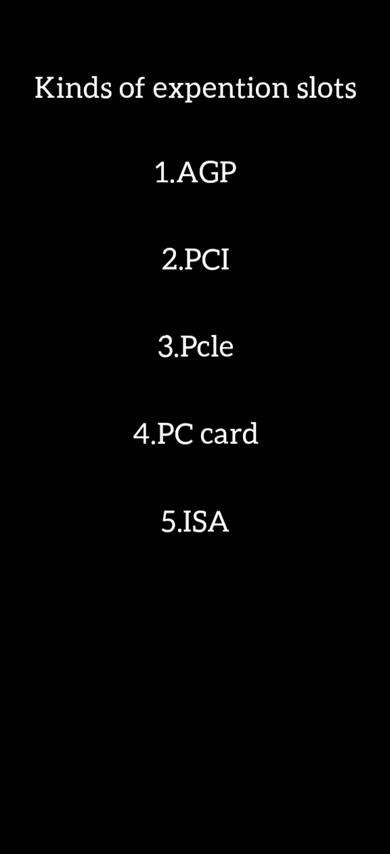 Kinds of expention slots
1.AGP
2.PCI
3.Pcle
4.PC card
5.ISA